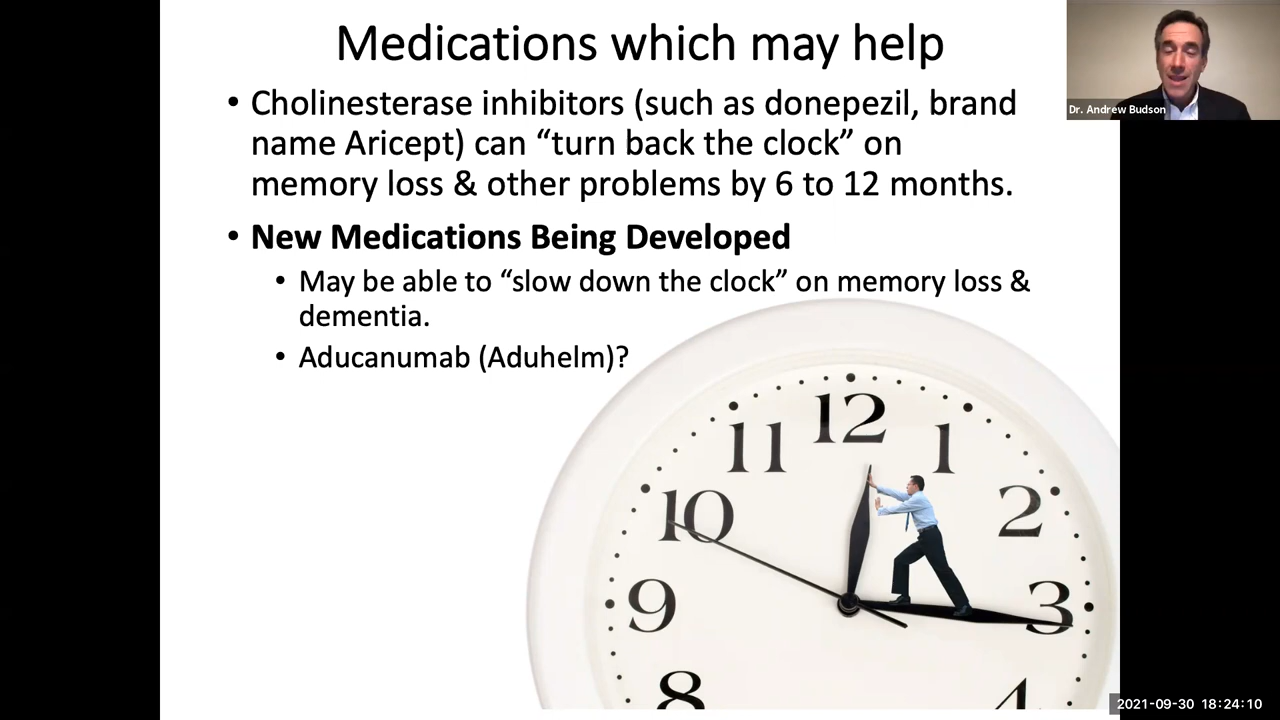 Medications which may help
• Cholinesterase inhibitors (such as donepezil, brand
name Aricept) can “turn back the clock” on
memory loss & other problems by 6 to 12 months.
• New Medications Being Developed
• May be able to “slow down the clock” on memory loss &
dementia.
• Aducanumab (Aduhelm)?
Dr. Andrew Budson
12
11
1
10
2
9
3
8
4
2021-09-30 18:24:10